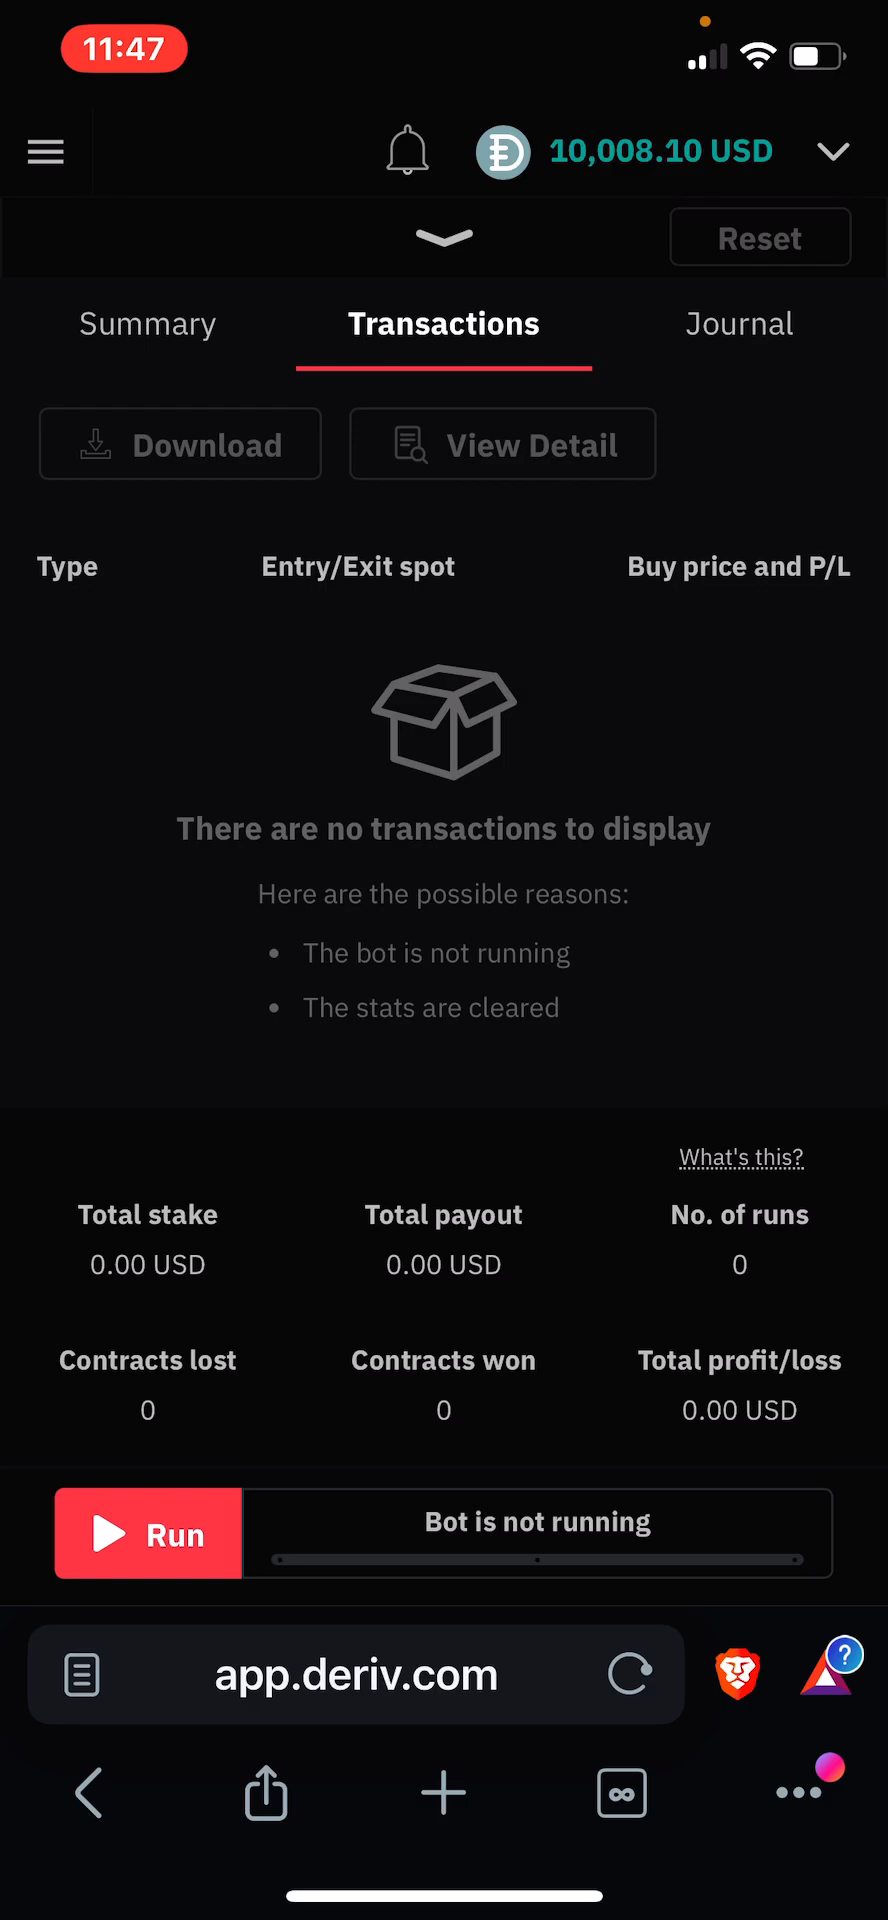 11:47
10,008.10 USD
Reset
Summary
Transactions
Journal
Download
View Detail
Type
Entry/Exit spot
Buy price and P/L
There are no transactions to display
Here are the possible reasons:
The bot is not running
The stats are cleared
What's this?
Total stake
Total payout
No. of runs
0.00 USD
0.00 USD
0
Contracts lost
Contracts won
Total profit/loss
0
0
0.00 USD
Run
Bot is not running
app.deriv.com
?